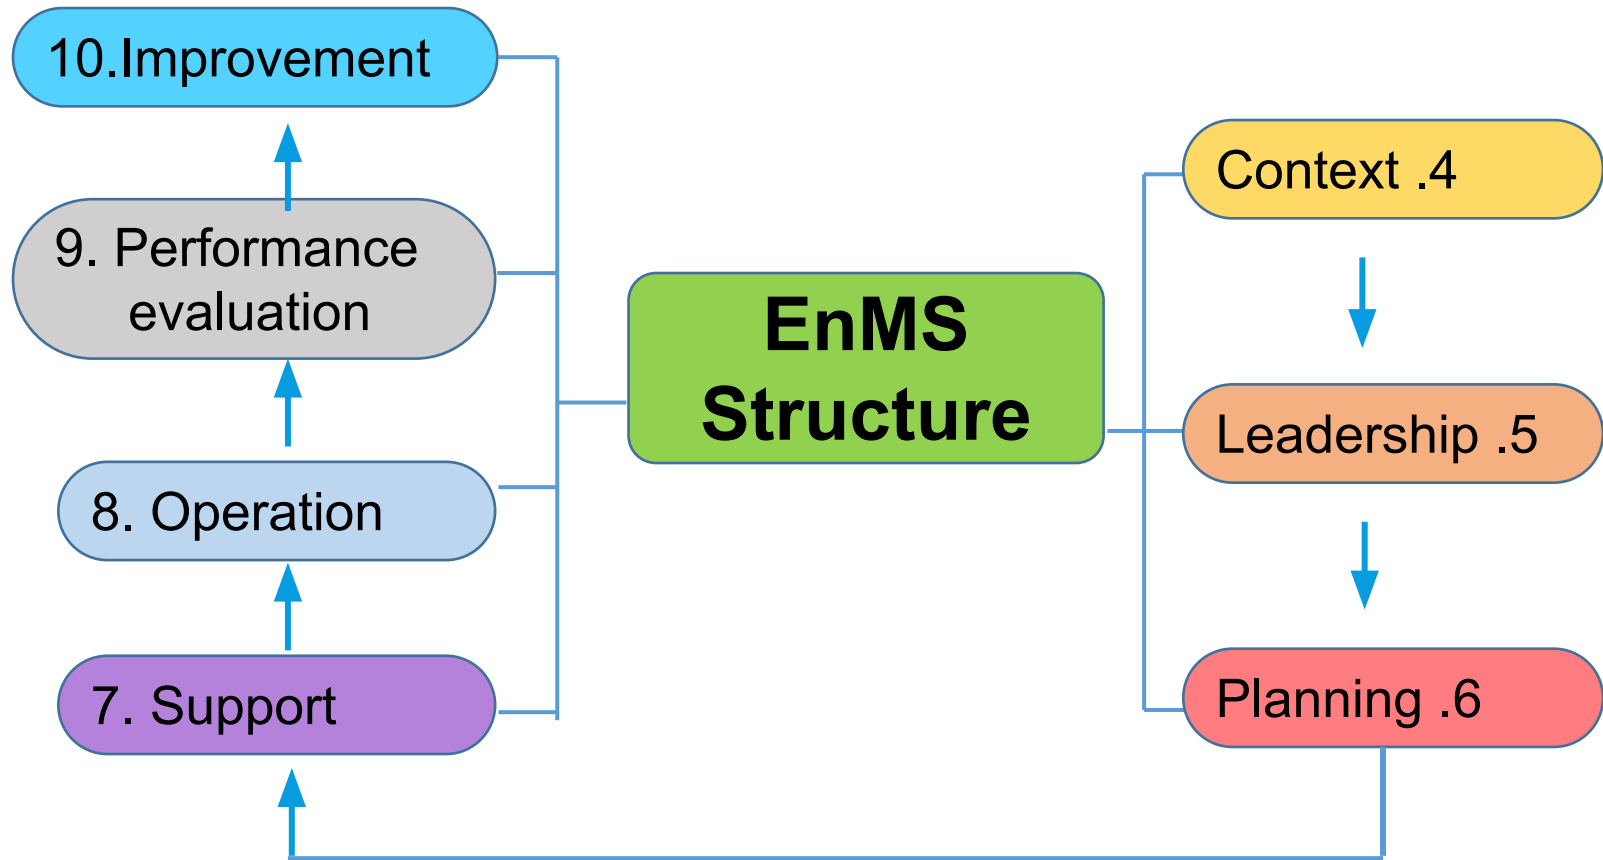 10.Improvement
9. Performance
evaluation
8. Operation
7. Support
EnMS
Structure
Context .4
Leadership .5
Planning .6